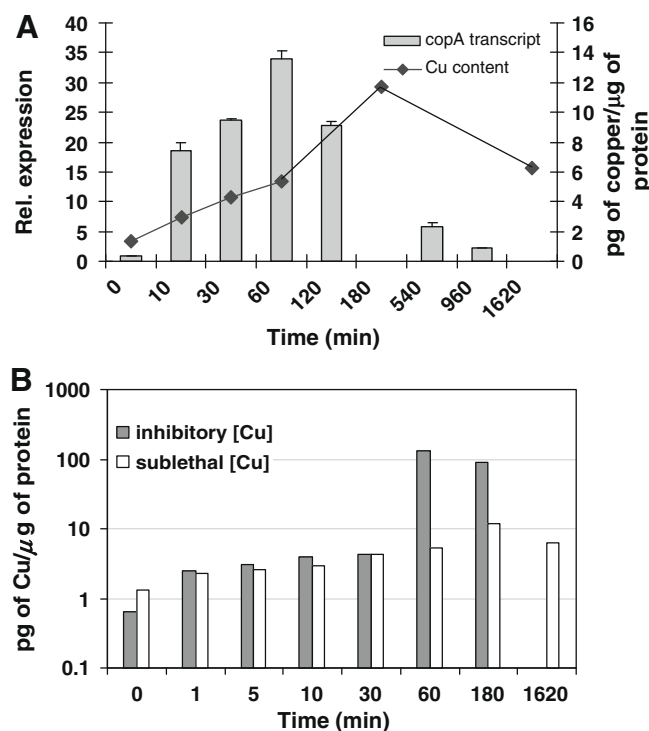 A
40
35
30
25
20
15
10
5
0
Rel. expression
copA transcript
Cu content
16
14
12
10
8
6
4
2
0
pg of copper/µg of
protein
0 10 30 60 120 180 540 960 1620
Time (min)
B
1000
100
10
1
0.1
pg of Cu/µ g of protein
inhibitory [Cu]
sublethal [Cu]
0 1 5 10 30 60 180 1620
Time (min)